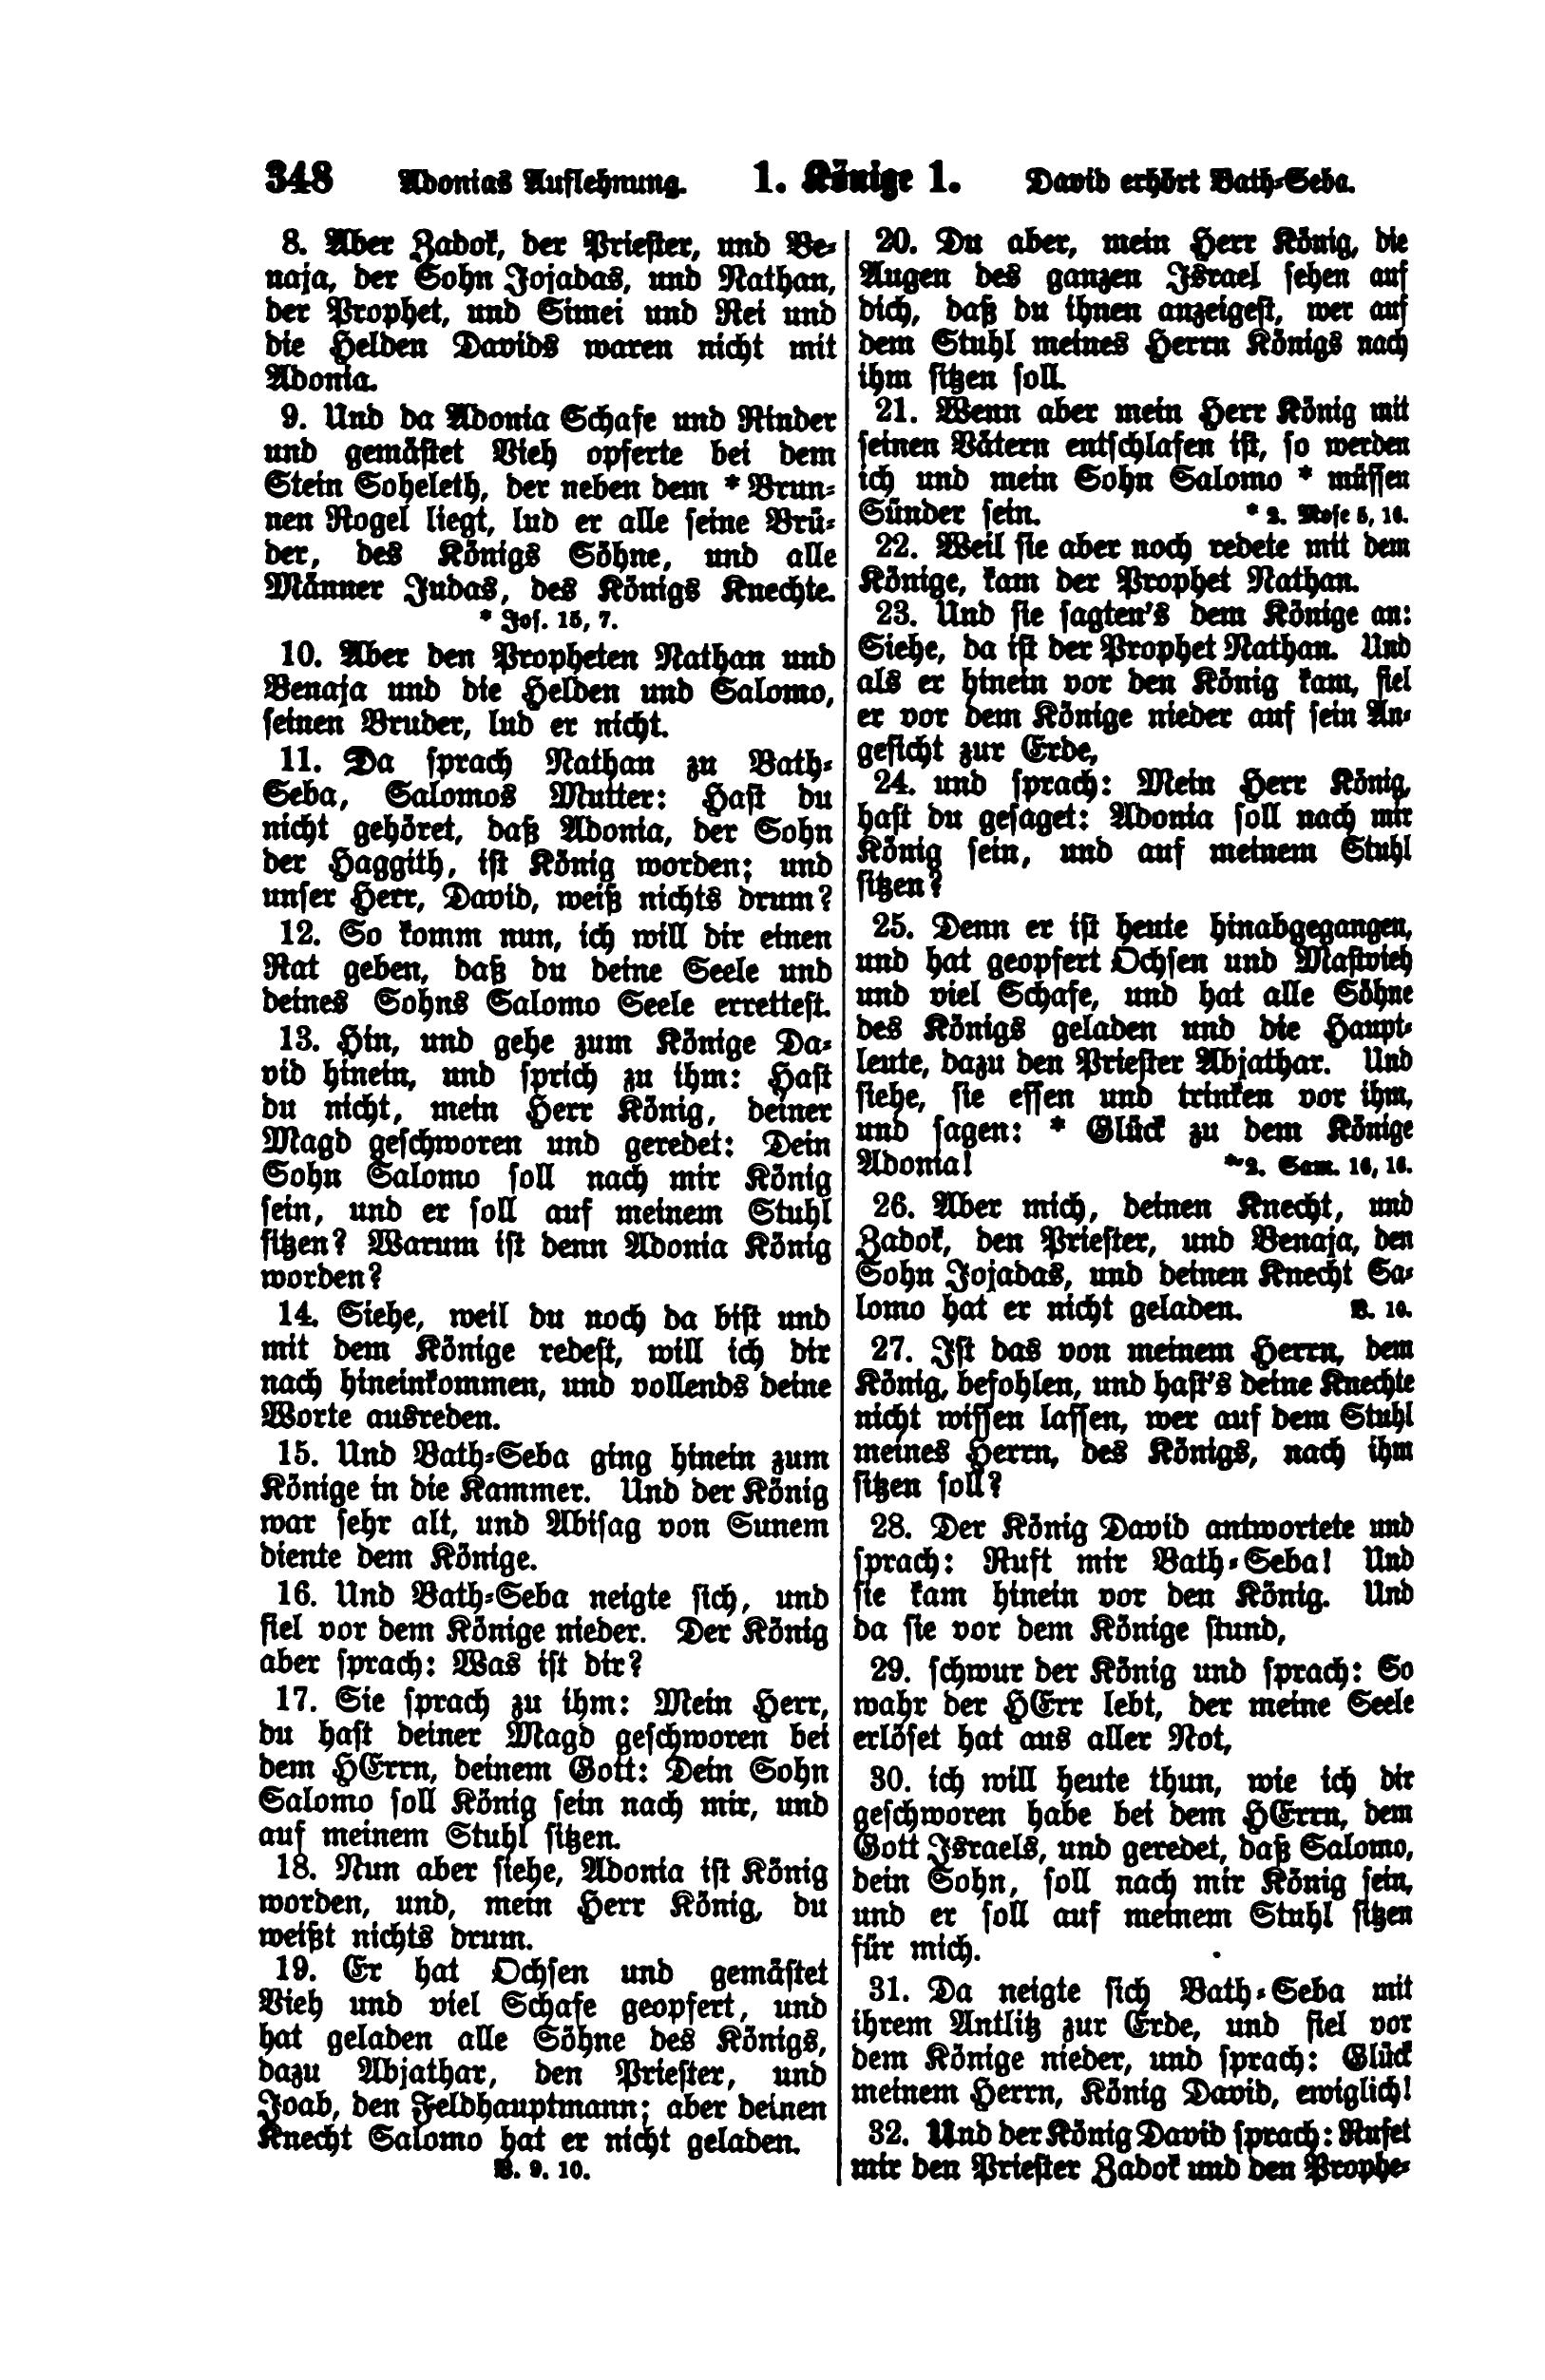 348 Adonias Auflehnung. 1. Könige 1. David erhört Bath-Seba.
8. Aber Zadok, der Priester, und Be-
naja, der Sohn Jojadas, und Nathan,
der Prophet, und Simei und Rei und
die Helden Davids waren nicht mit
Adonia.
9. Und da Adonia Schafe und Rinder
und gemästet Vieh opferte bei dem
Stein Soheleth, der neben dem * Brun-
nen Rogel liegt, lud er alle seine Brü-
der, des Königs Söhne, und alle
Männer Judas, des Königs Knechte.
* Jos. 15, 7.
10. Aber den Propheten Nathan und
Benaja und die Helden und Salomo,
seinen Bruder, lud er nicht.
11. Da sprach Nathan zu Bath-
Seba, Salomos Mutter: Hast du
nicht gehöret, daß Adonia, der Sohn
der Haggith, ist König worden; und
unser Herr, David, weiß nichts drum?
12. So komm nun, ich will dir einen
Rat geben, daß du deine Seele und
deines Sohns Salomo Seele errettest.
13. Hin, und gehe zum Könige Da-
vid hinein, und sprich zu ihm: Hast
du nicht, mein Herr König, deiner
Magd geschworen und geredet: Dein
Sohn Salomo soll nach mir König
sein, und er soll auf meinem Stuhl
sitzen? Warum ist denn Adonia König
worden?
14. Siehe, weil du noch da bist und
mit dem Könige redest, will ich dir
nach hineinkommen, und vollends deine
Worte ausreden.
15. Und Bath-Seba ging hinein zum
Könige in die Kammer. Und der König
war sehr alt, und Abisag von Sunem
diente dem Könige.
16. Und Bath-Seba neigte sich, und
fiel vor dem Könige nieder. Der König
aber sprach: Was ist dir?
17. Sie sprach zu ihm: Mein Herr,
du hast deiner Magd geschworen bei
dem HErrn, deinem Gott: Dein Sohn
Salomo soll König sein nach mir, und
auf meinem Stuhl sitzen.
18. Nun aber siehe, Adonia ist König
worden, und, mein Herr König, du
weißt nichts drum.
19. Er hat Ochsen und gemästet
Vieh und viel Schafe geopfert, und
hat geladen alle Söhne des Königs,
dazu Abjathar, den Priester, und
Joab, den Feldhauptmann; aber deinen
Knecht Salomo hat er nicht geladen.
V. 9. 10.
20. Du aber, mein Herr König, die
Augen des ganzen Israel sehen auf
dich, daß du ihnen anzeigest, wer auf
dem Stuhl meines Herrn Königs nach
ihm sitzen soll.
21. Wenn aber mein Herr König mit
seinen Vätern entschlafen ist, so werden
ich und mein Sohn Salomo * müssen
Sünder sein. * 2. Mose 5, 16.
22. Weil sie aber noch redete mit dem
Könige, kam der Prophet Nathan.
23. Und sie sagten's dem Könige an:
Siehe, da ist der Prophet Nathan. Und
als er hinein vor den König kam, fiel
er vor dem Könige nieder auf sein An-
gesicht zur Erde,
24. und sprach: Mein Herr König,
hast du gesaget: Adonia soll nach mir
König sein, und auf meinem Stuhl
sitzen?
25. Denn er ist heute hinabgegangen,
und hat geopfert Ochsen und Mastvieh
und viel Schafe, und hat alle Söhne
des Königs geladen und die Haupt-
leute, dazu den Priester Abjathar. Und
siehe, sie essen und trinken vor ihm,
und sagen: * Glück zu dem Könige
Adonia! * 2. Sam. 16, 16.
26. Aber mich, deinen Knecht, und
Zadok, den Priester, und Benaja, den
Sohn Jojadas, und deinen Knecht Sa-
lomo hat er nicht geladen. V. 10.
27. Ist das von meinem Herrn, dem
König, befohlen, und hast's deine Knechte
nicht wissen lassen, wer auf dem Stuhl
meines Herrn, des Königs, nach ihm
sitzen soll?
28. Der König David antwortete und
sprach: Ruft mir Bath-Seba! Und
sie kam hinein vor den König. Und
da sie vor dem Könige stund,
29. schwur der König und sprach: So
wahr der HErr lebt, der meine Seele
erlöset hat aus aller Not,
30. ich will heute thun, wie ich dir
geschworen habe bei dem HErrn, dem
Gott Israels, und geredet, daß Salomo,
dein Sohn, soll nach mir König sein,
und er soll auf meinem Stuhl sitzen
für mich.
31. Da neigte sich Bath-Seba mit
ihrem Antlitz zur Erde, und fiel vor
dem Könige nieder, und sprach: Glück
meinem Herrn, König David, ewiglich!
32. Und der König David sprach: Rufet
mir den Priester Zadok und den Prophe-